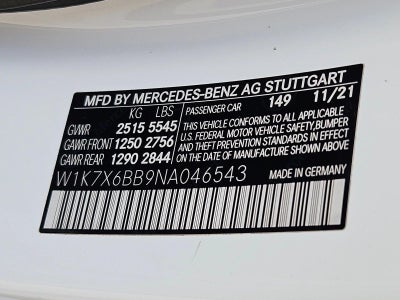 MFD BY MERCEDES-BENZ AG STUTTGART
KG LBS
PASSENGER CAR 149 11/21
GVWR 2515 5545
GAWR FRONT 1250 2756
GAWR REAR 1290 2844
THIS VEHICLE CONFORMS TO ALL APPLICABLE
U.S. FEDERAL MOTOR VEHICLE SAFETY,BUMPER
AND THEFT PREVENTION STANDARDS IN EFFECT
ON THE DATE OF MANUFACTURE SHOWN ABOVE.
W1K7X6BB9NA046543 MADE IN GERMANY